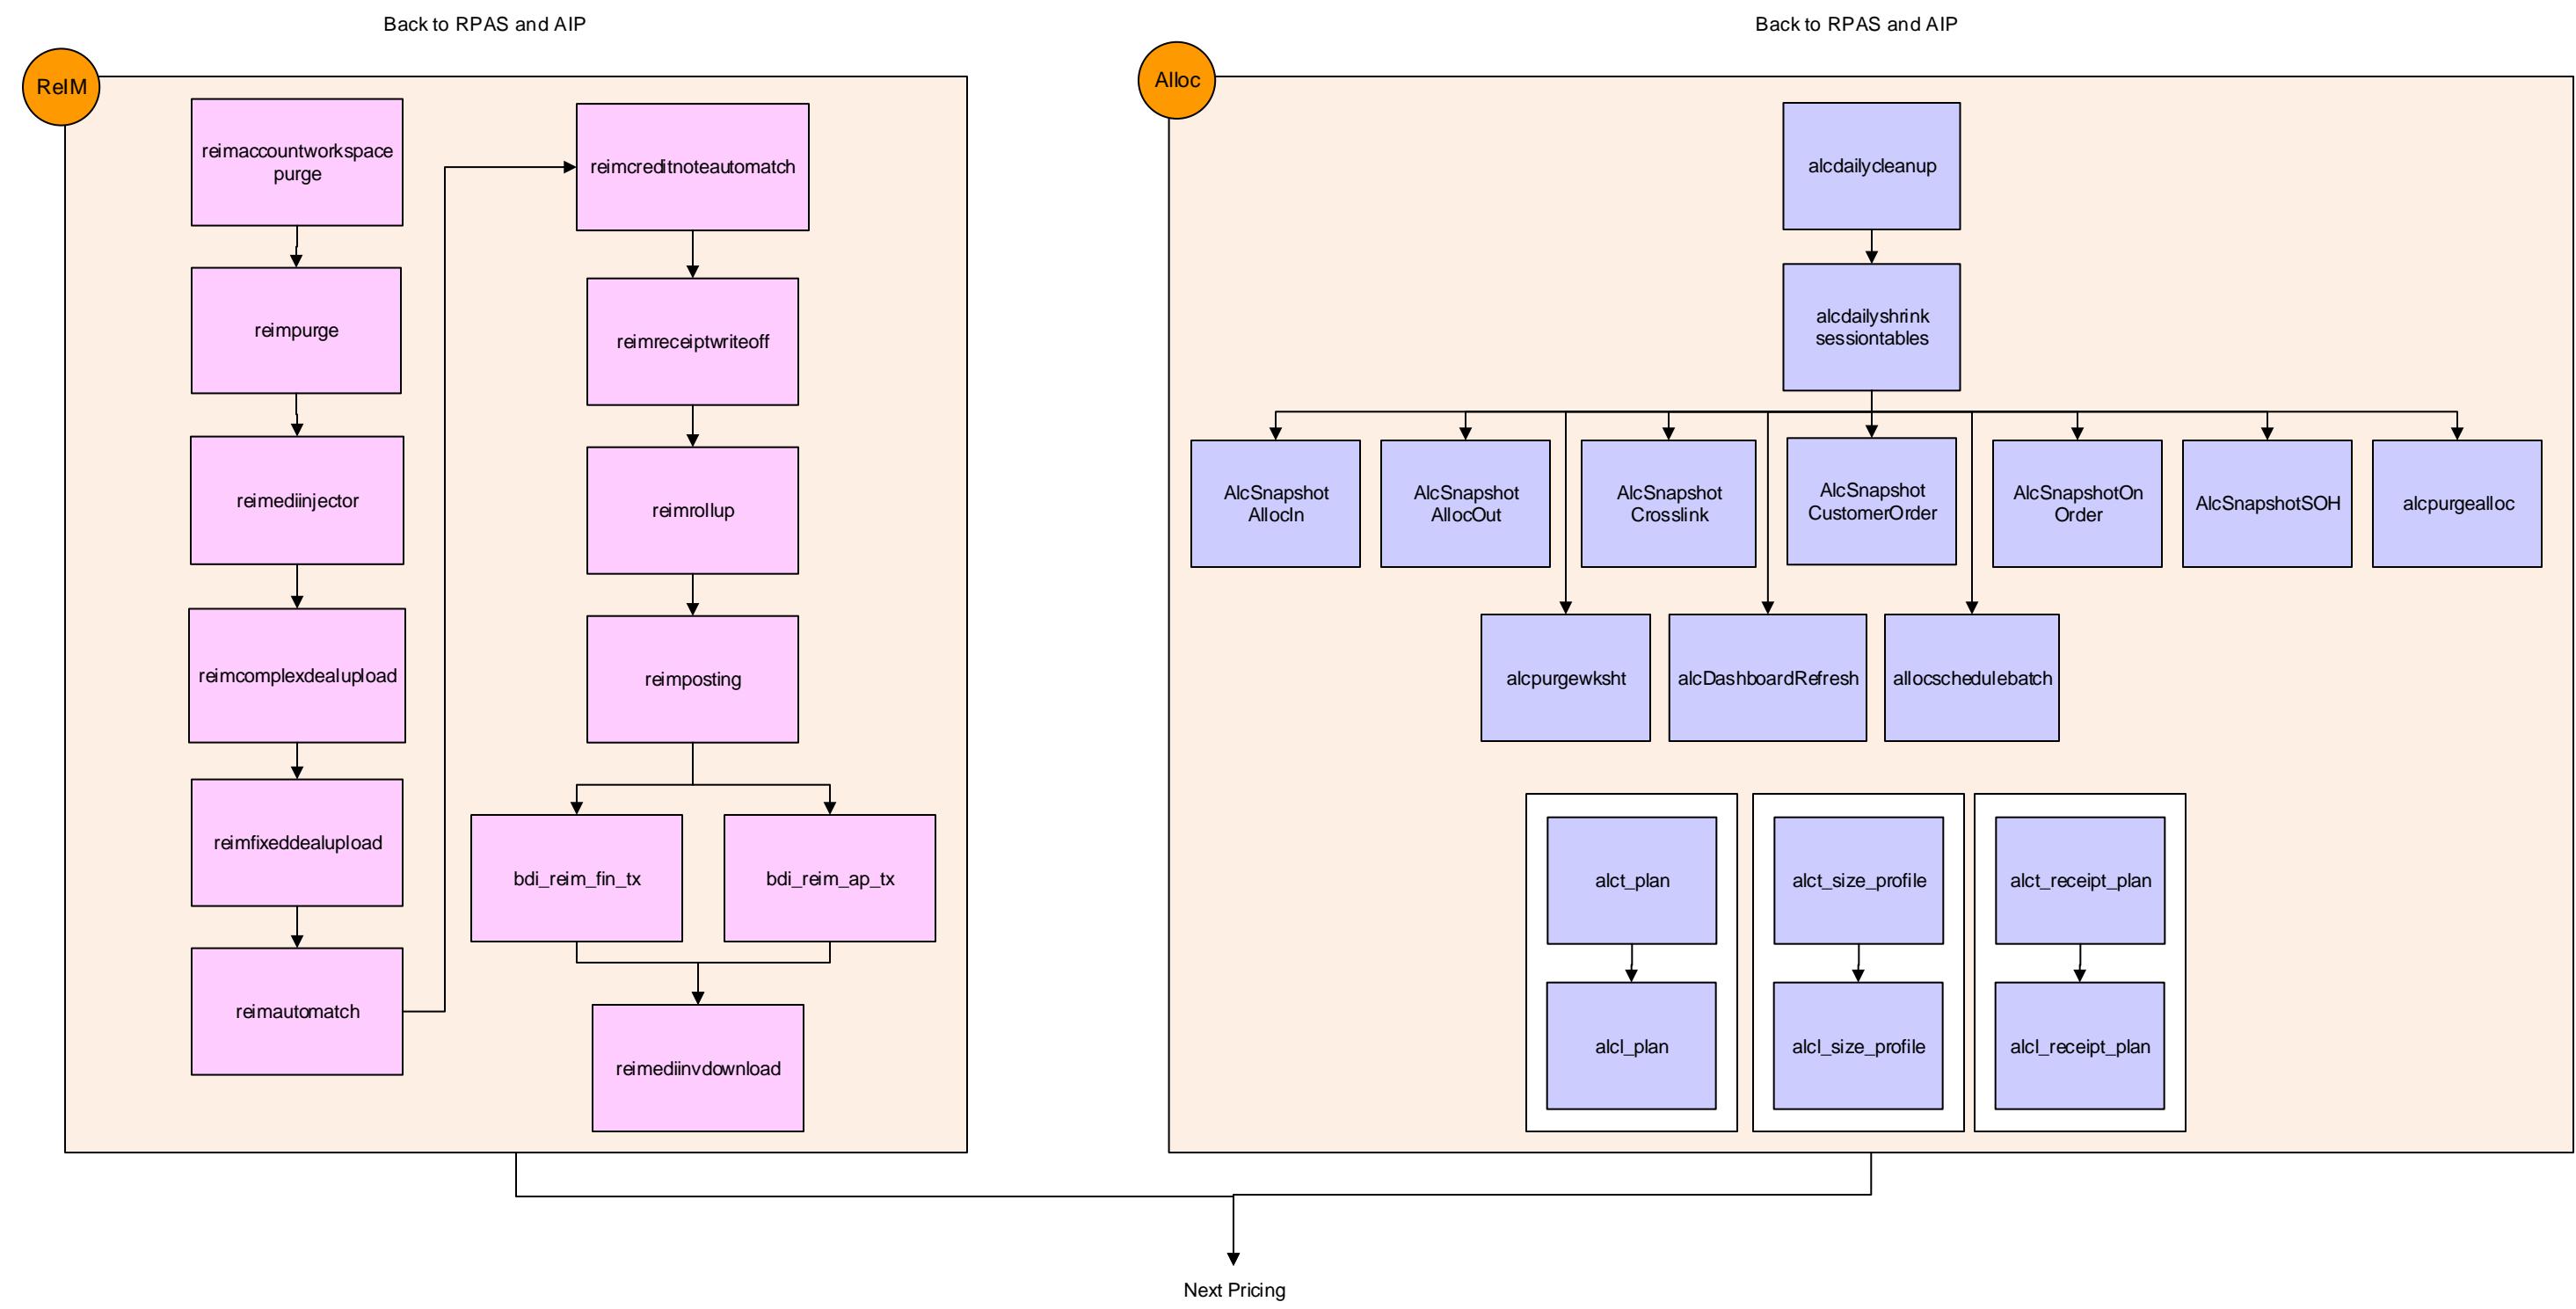 Back to RPAS and AIP
Back to RPAS and AIP
ReIM
reimaccountworkspace
purge
reimpurge
reimediinjector
reimcomplexdealupload
reimfixeddealupload
reimautomatch
reimcreditnoteautomatch
reimreceiptwriteoff
reimrollup
reimposting
bdi_reim_fin_tx
bdi_reim_ap_tx
reimediinvdownload
Alloc
alcdailycleanup
alcdailyshrink
sessiontables
AlcSnapshot
AllocIn
AlcSnapshot
AllocOut
AlcSnapshot
Crosslink
AlcSnapshot
CustomerOrder
AlcSnapshotOn
Order
AlcSnapshotSOH
alcpurgealloc
alcpurgewksht
alcDashboardRefresh
allocschedulebatch
alct_plan
alct_size_profile
alct_receipt_plan
alcl_plan
alcl_size_profile
alcl_receipt_plan
Next Pricing